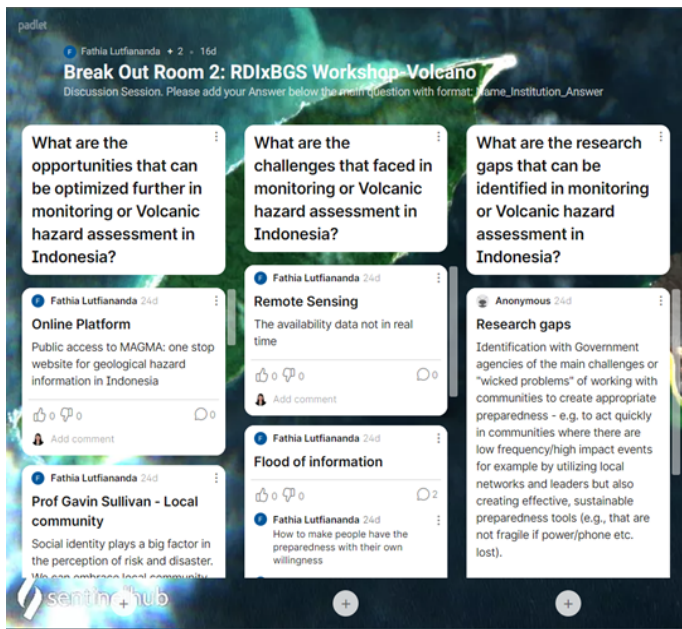 padlet
Fathia Lutfiananda + 2 • 16d
Break Out Room 2: RDIxBGS Workshop-Volcano
Discussion Session. Please add your Answer below the main question with format: Name_Institution_Answer
What are the
opportunities that can
be optimized further in
monitoring or Volcanic
hazard assessment in
Indonesia?
Fathia Lutfiananda 24d
Online Platform
Public access to MAGMA: one stop
website for geological hazard
information in Indonesia
0 0 0
Add comment
Fathia Lutfiananda 24d
Prof Gavin Sullivan - Local
community
Social identity plays a big factor in
the perception of risk and disaster.
We can embrace local community
What are the
challenges that faced in
monitoring or Volcanic
hazard assessment in
Indonesia?
Fathia Lutfiananda 24d
Remote Sensing
The availability data not in real
time
0 0 0
Add comment
Fathia Lutfiananda 24d
Flood of information
0 0 2
Fathia Lutfiananda 24d
How to make people have the
preparedness with their own
willingness
What are the research
gaps that can be
identified in monitoring
or Volcanic hazard
assessment in
Indonesia?
Anonymous 24d
Research gaps
Identification with Government
agencies of the main challenges or
"wicked problems" of working with
communities to create appropriate
preparedness - e.g. to act quickly
in communities where there are
low frequency/high impact events
for example by utilizing local
networks and leaders but also
creating effective, sustainable
preparedness tools (e.g., that are
not fragile if power/phone etc.
lost).
sentinel hub